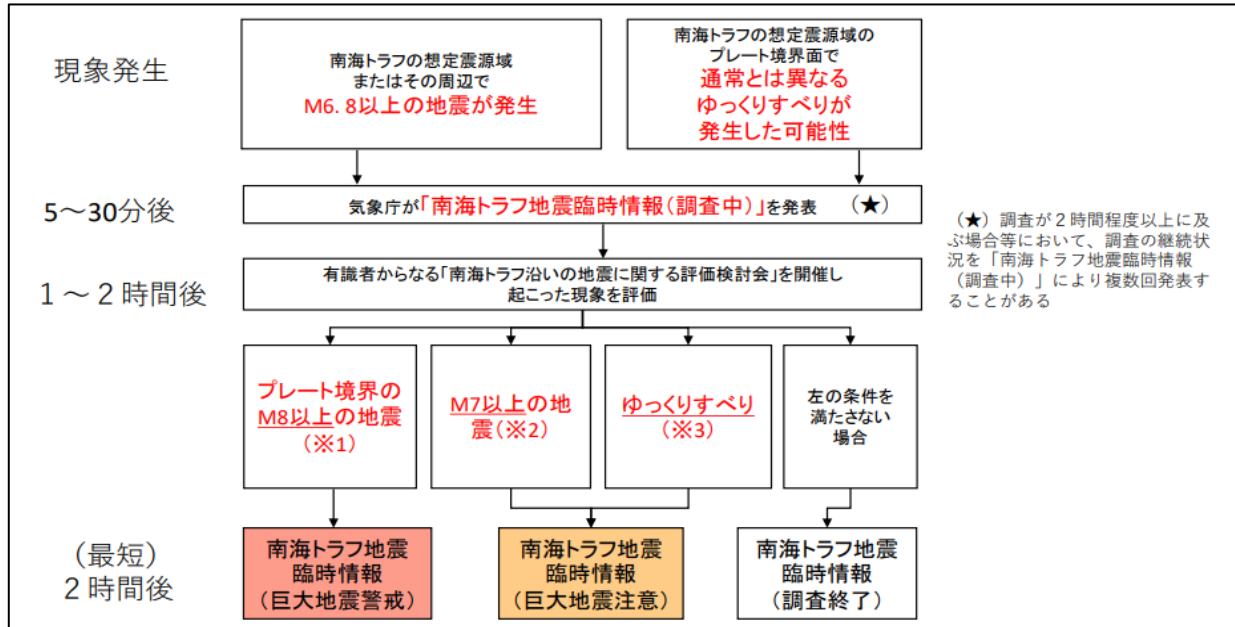 現象発生
南海トラフの想定震源域
またはその周辺で
M6.8以上の地震が発生
南海トラフの想定震源域の
プレート境界面で
通常とは異なる
ゆっくりすべりが
発生した可能性
5～30分後
気象庁が「南海トラフ地震臨時情報(調査中)」を発表 (★)
(★)調査が2時間程度以上に及
ぶ場合等において、調査の継続状
況を「南海トラフ地震臨時情報
(調査中)」により複数回発表す
ることがある
1～2時間後
有識者からなる「南海トラフ沿いの地震に関する評価検討会」を開催し
起こった現象を評価
プレート境界の
M8以上の地震
(※1)
M7以上の地
震(※2)
ゆっくりすべり
(※3)
左の条件を
満たさない
場合
(最短)
2時間後
南海トラフ地震
臨時情報
(巨大地震警戒)
南海トラフ地震
臨時情報
(巨大地震注意)
南海トラフ地震
臨時情報
(調査終了)